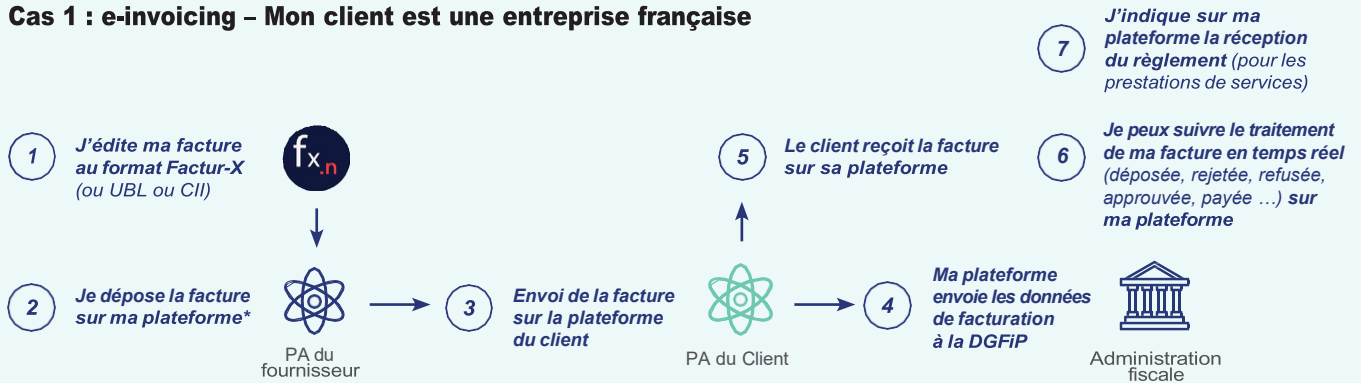 Cas 1 : e-invoicing – Mon client est une entreprise française
1
J’édite ma facture
au format Factur-X
(ou UBL ou CII)
fx.n
2
Je dépose la facture
sur ma plateforme*
PA du
fournisseur
3
Envoi de la facture
sur la plateforme
du client
PA du Client
4
Ma plateforme
envoie les données
de facturation
à la DGFiP
Administration
fiscale
5
Le client reçoit la facture
sur sa plateforme
6
Je peux suivre le traitement
de ma facture en temps réel
(déposée, rejetée, refusée,
approuvée, payée …) sur
ma plateforme
7
J’indique sur ma
plateforme la réception
du règlement (pour les
prestations de services)